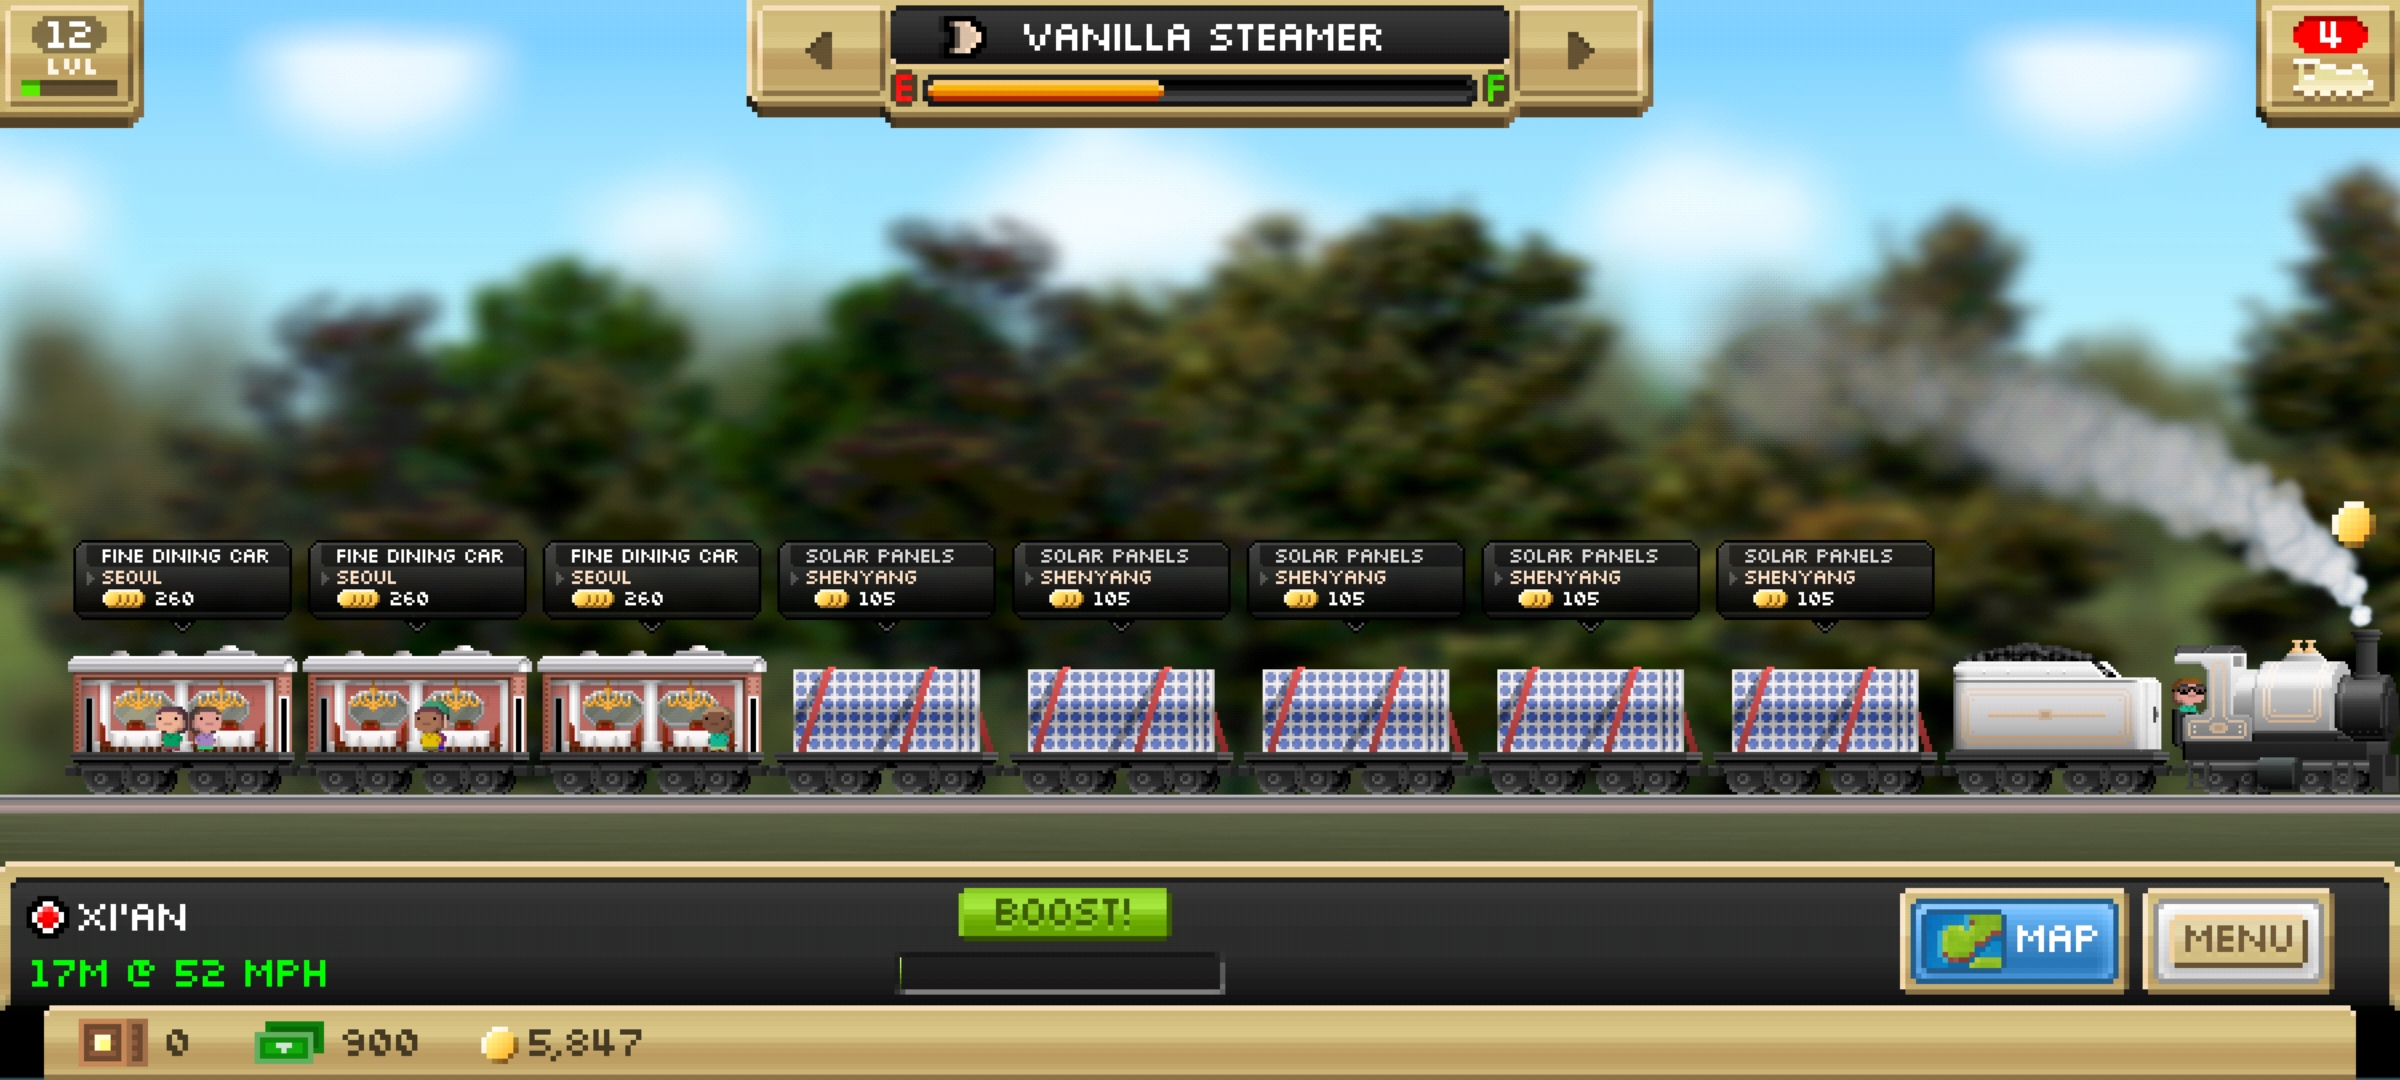 12
LVL
VANILLA STEAMER
E F
4
FINE DINING CAR
SEOUL
260
FINE DINING CAR
SEOUL
260
FINE DINING CAR
SEOUL
260
SOLAR PANELS
SHENYANG
105
SOLAR PANELS
SHENYANG
105
SOLAR PANELS
SHENYANG
105
SOLAR PANELS
SHENYANG
105
SOLAR PANELS
SHENYANG
105
XI'AN
17M @ 52 MPH
BOOST!
MAP
MENU
0 900 5,847